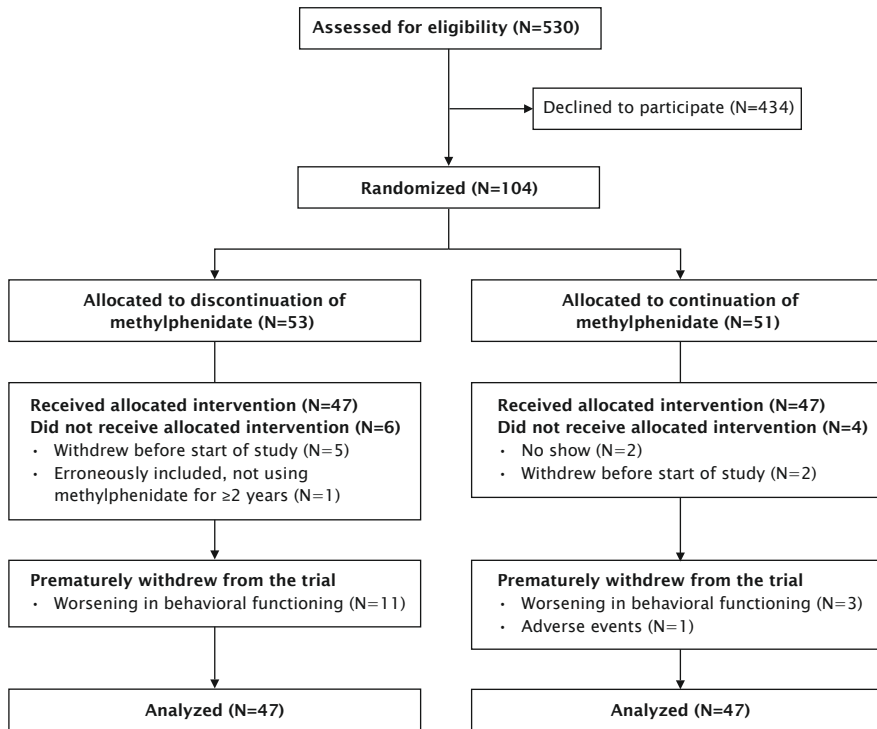 Assessed for eligibility (N=530)
Declined to participate (N=434)
Randomized (N=104)
Allocated to discontinuation of
methylphenidate (N=53)
Allocated to continuation of
methylphenidate (N=51)
Received allocated intervention (N=47)
Did not receive allocated intervention (N=6)
• Withdrew before start of study (N=5)
• Erroneously included, not using
methylphenidate for ≥2 years (N=1)
Received allocated intervention (N=47)
Did not receive allocated intervention (N=4)
• No show (N=2)
• Withdrew before start of study (N=2)
Prematurely withdrew from the trial
• Worsening in behavioral functioning (N=11)
Prematurely withdrew from the trial
• Worsening in behavioral functioning (N=3)
• Adverse events (N=1)
Analyzed (N=47)
Analyzed (N=47)